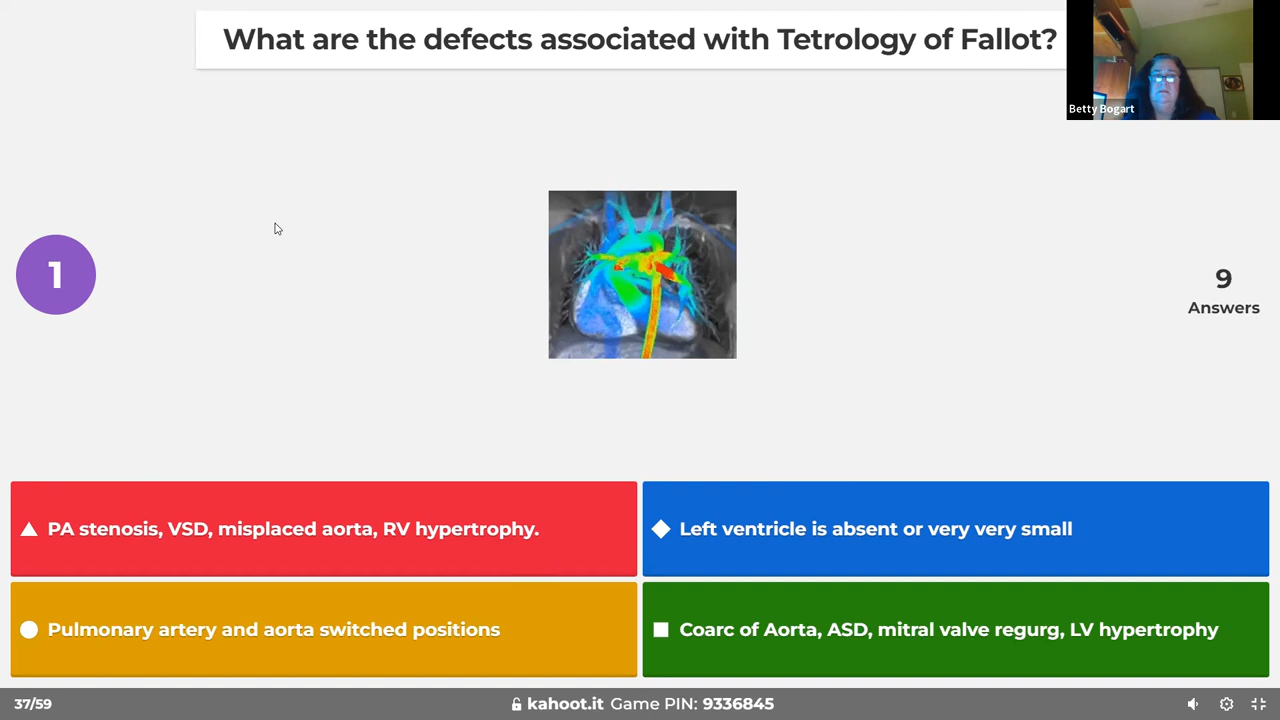 What are the defects associated with Tetrology of Fallot?
Betty Bogart
1
9
Answers
PA stenosis, VSD, misplaced aorta, RV hypertrophy.
Left ventricle is absent or very very small
Pulmonary artery and aorta switched positions
Coarc of Aorta, ASD, mitral valve regurg, LV hypertrophy
37/59
kahoot.it Game PIN: 9336845